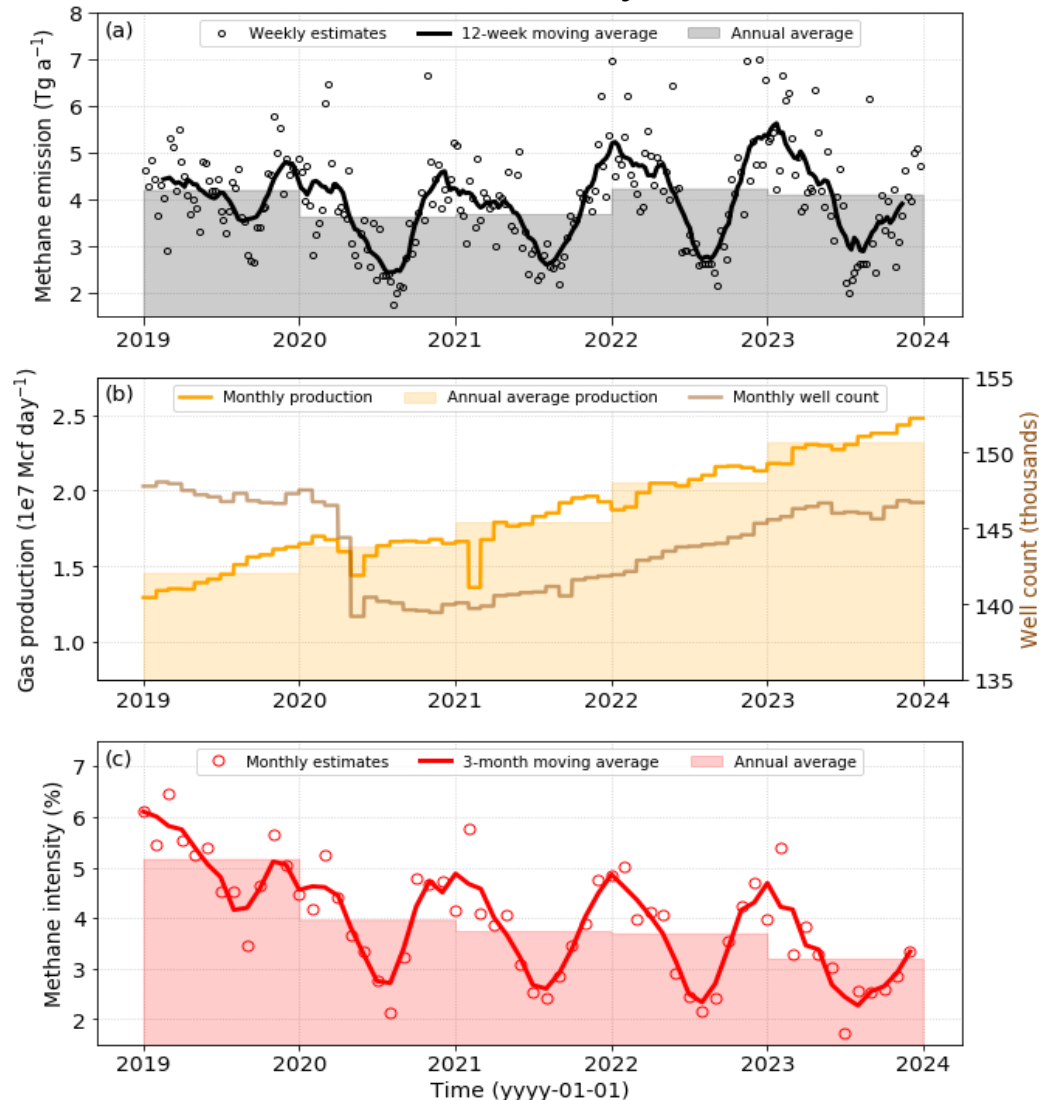 (a)
Weekly estimates
12-week moving average
Annual average
Methane emission (Tg a⁻¹)
8
7
6
5
4
3
2
2019
2020
2021
2022
2023
2024
(b)
Monthly production
Annual average production
Monthly well count
Gas production (1e7 Mcf day⁻¹)
2.5
2.0
1.5
1.0
155
150
145
140
135
Well count (thousands)
2019
2020
2021
2022
2023
2024
(c)
Monthly estimates
3-month moving average
Annual average
Methane intensity (%)
7
6
5
4
3
2
2019
2020
2021
2022
2023
2024
Time (yyyy-01-01)